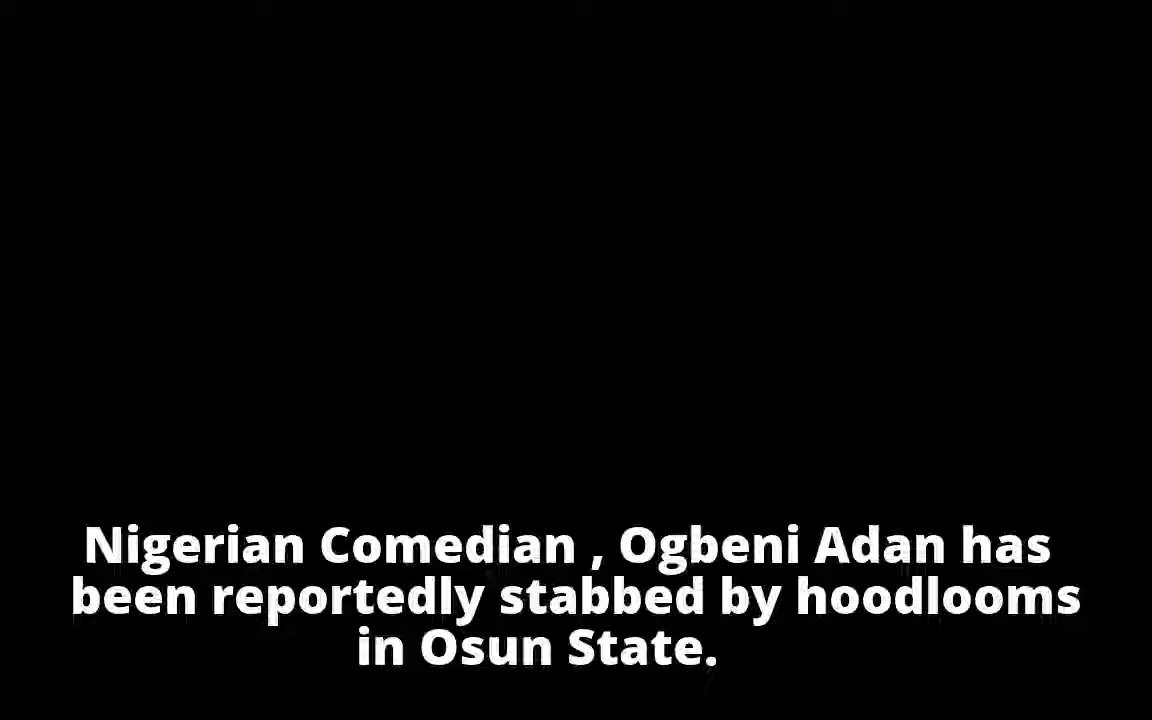 Nigerian Comedian , Ogbeni Adan has
been reportedly stabbed by hoodlooms
in Osun State.